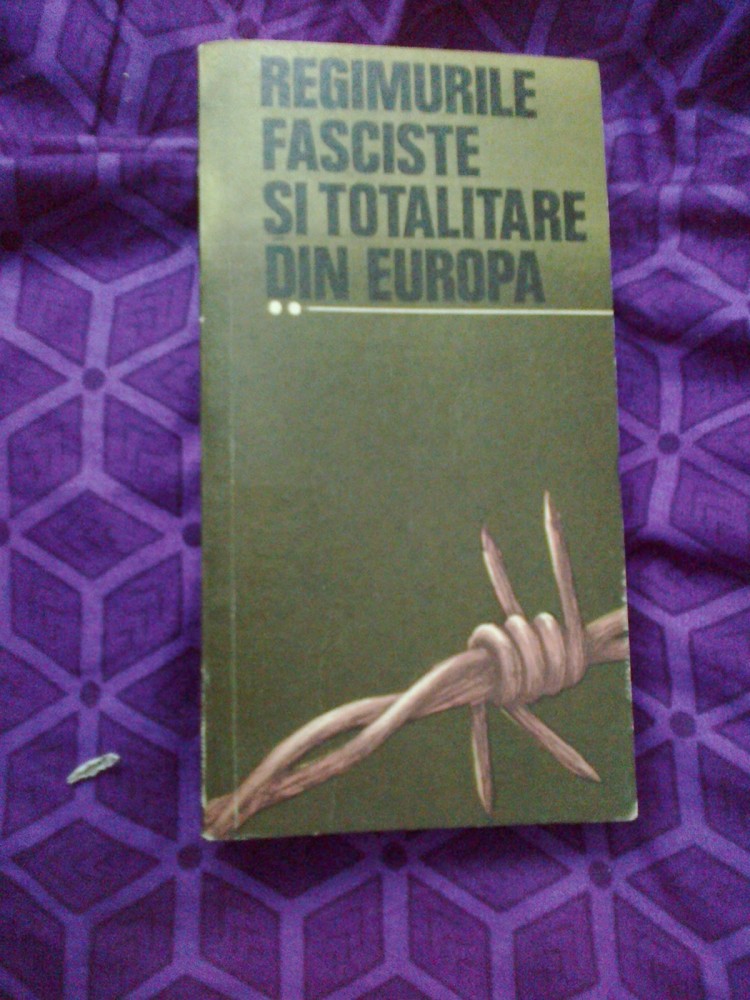 REGIMURILE
FASCISTE
SI TOTALITARE
DIN EUROPA